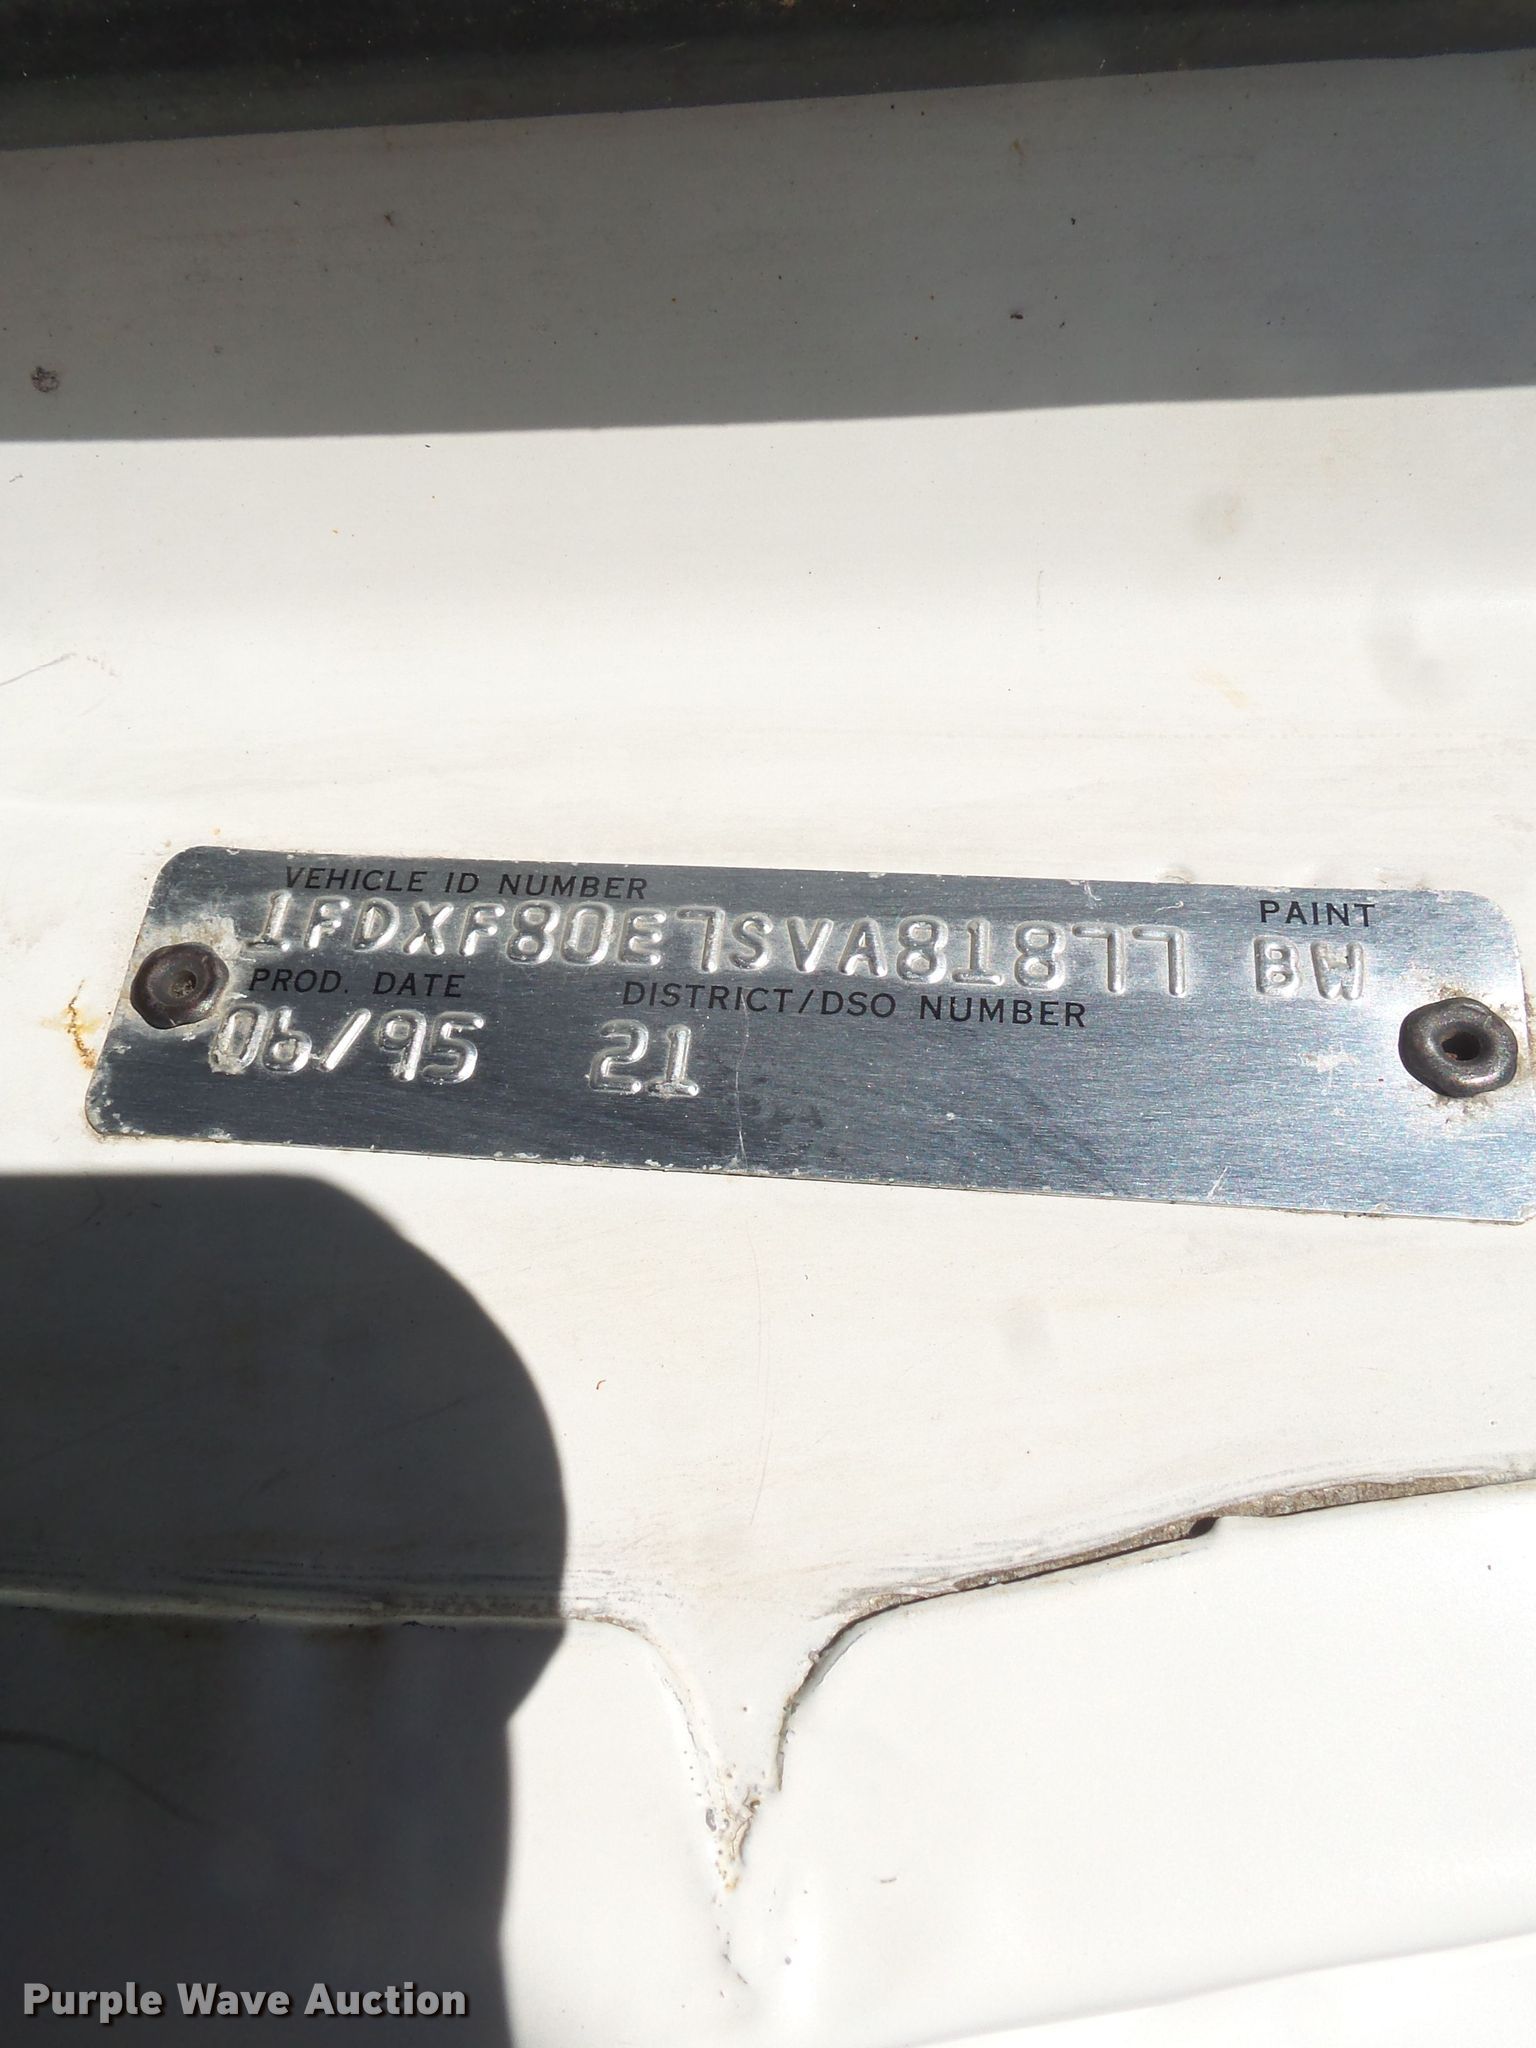 VEHICLE ID NUMBER
PAINT
1FDXF80E7SVA81877 BW
PROD. DATE
DISTRICT/DSO NUMBER
06/95 21
Purple Wave Auction